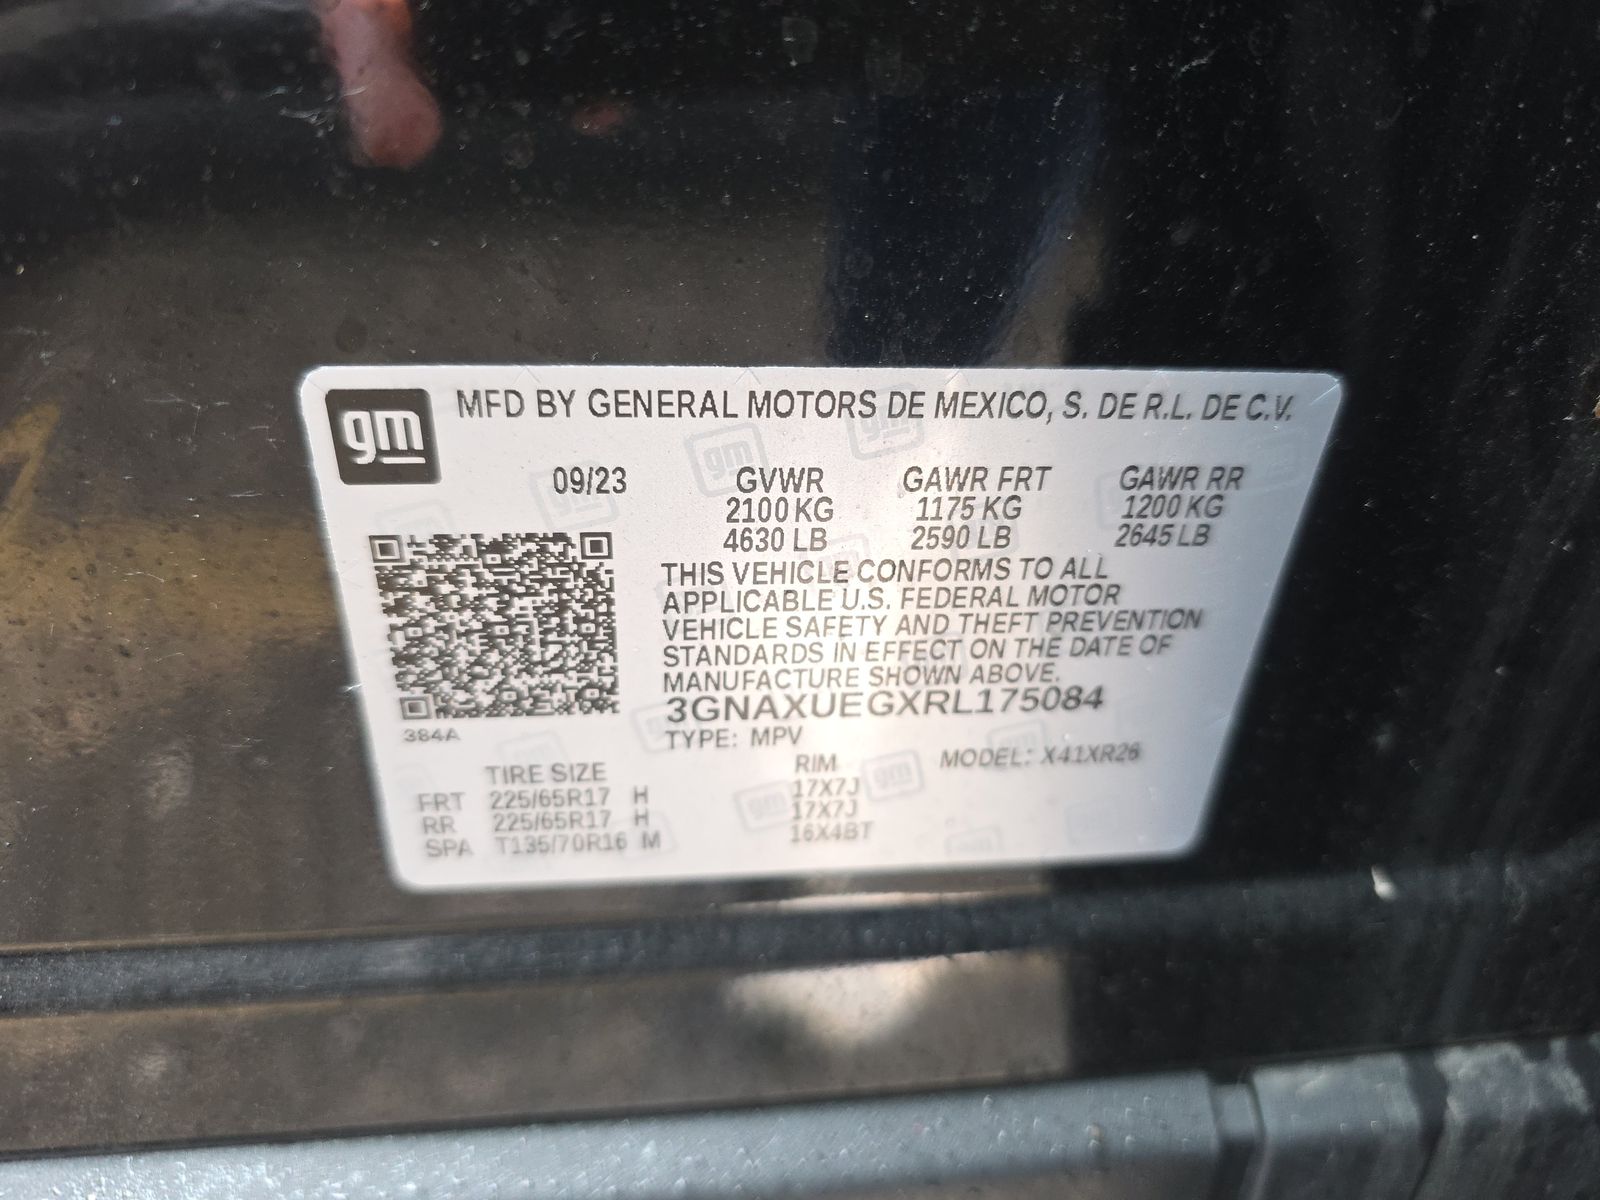 gm
MFD BY GENERAL MOTORS DE MEXICO, S. DE R.L. DE C.V.
09/23 GVWR GAWR FRT GAWR RR
2100 KG 1175 KG 1200 KG
4630 LB 2590 LB 2645 LB
THIS VEHICLE CONFORMS TO ALL
APPLICABLE U.S. FEDERAL MOTOR
VEHICLE SAFETY AND THEFT PREVENTION
STANDARDS IN EFFECT ON THE DATE OF
MANUFACTURE SHOWN ABOVE.
3GNAXUEGXRL175084
384A
TYPE: MPV
MODEL: X41XR26
TIRE SIZE RIM
FRT 225/65R17 H 17X7J
RR 225/65R17 H 17X7J
SPA T135/70R16 M 16X4BT